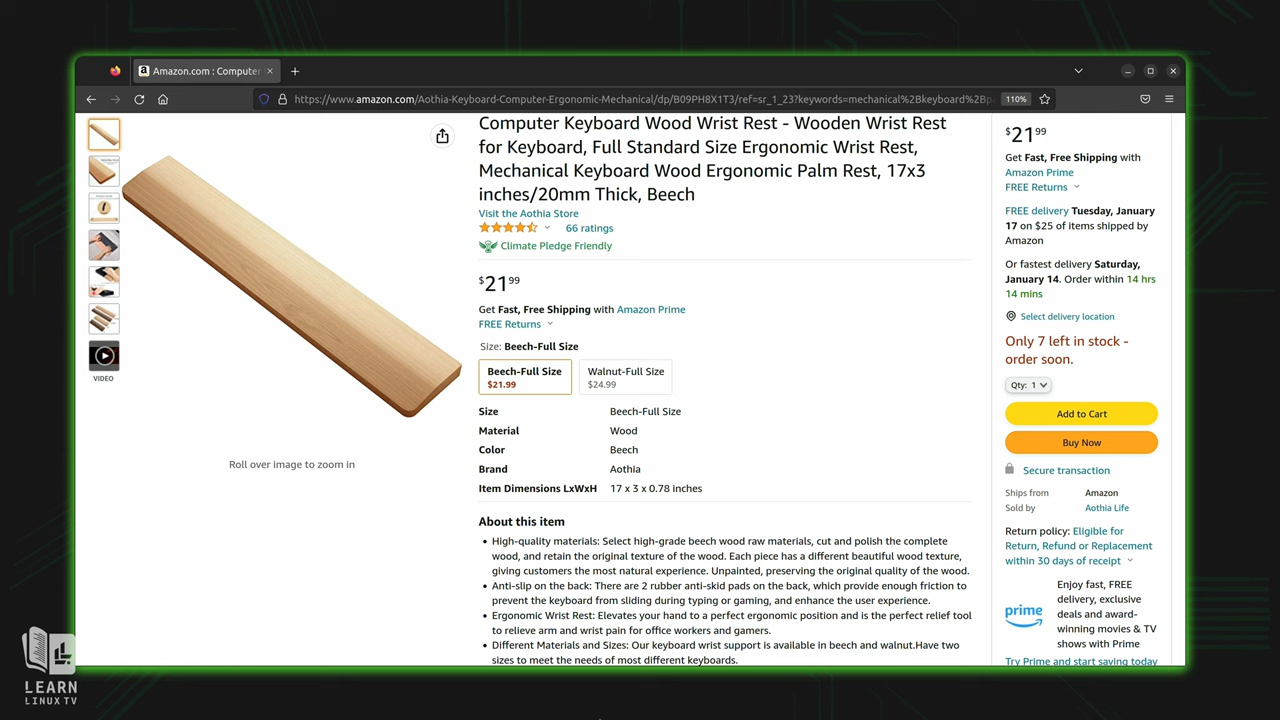 Amazon.com : Computer
https://www.amazon.com/Aothia-Keyboard-Computer-Ergonomic-Mechanical/dp/B09PH8X1T3/ref=sr_1_23?keywords=mechanical%2Bkeyboard%2Bp
110%
VIDEO
Roll over image to zoom in
Computer Keyboard Wood Wrist Rest - Wooden Wrist Rest
for Keyboard, Full Standard Size Ergonomic Wrist Rest,
Mechanical Keyboard Wood Ergonomic Palm Rest, 17x3
inches/20mm Thick, Beech
Visit the Aothia Store
66 ratings
Climate Pledge Friendly
$2199
Get Fast, Free Shipping with Amazon Prime
FREE Returns
Size: Beech-Full Size
Beech-Full Size
$21.99
Walnut-Full Size
$24.99
Size Beech-Full Size
Material Wood
Color Beech
Brand Aothia
Item Dimensions LxWxH 17 x 3 x 0.78 inches
About this item
High-quality materials: Select high-grade beech wood raw materials, cut and polish the complete
wood, and retain the original texture of the wood. Each piece has a different beautiful wood texture,
giving customers the most natural experience. Unpainted, preserving the original quality of the wood.
Anti-slip on the back: There are 2 rubber anti-skid pads on the back, which provide enough friction to
prevent the keyboard from sliding during typing or gaming, and enhance the user experience.
Ergonomic Wrist Rest: Elevates your hand to a perfect ergonomic position and is the perfect relief tool
to relieve arm and wrist pain for office workers and gamers.
Different Materials and Sizes: Our keyboard wrist support is available in beech and walnut.Have two
sizes to meet the needs of most different keyboards.
$2199
Get Fast, Free Shipping with
Amazon Prime
FREE Returns
FREE delivery Tuesday, January
17 on $25 of items shipped by
Amazon
Or fastest delivery Saturday,
January 14. Order within 14 hrs
14 mins
Select delivery location
Only 7 left in stock -
order soon.
Qty: 1
Add to Cart
Buy Now
Secure transaction
Ships from Amazon
Sold by Aothia Life
Return policy: Eligible for
Return, Refund or Replacement
within 30 days of receipt
prime
Enjoy fast, FREE
delivery, exclusive
deals and award-
winning movies & TV
shows with Prime
Try Prime and start saving today
LEARN
LINUX TV